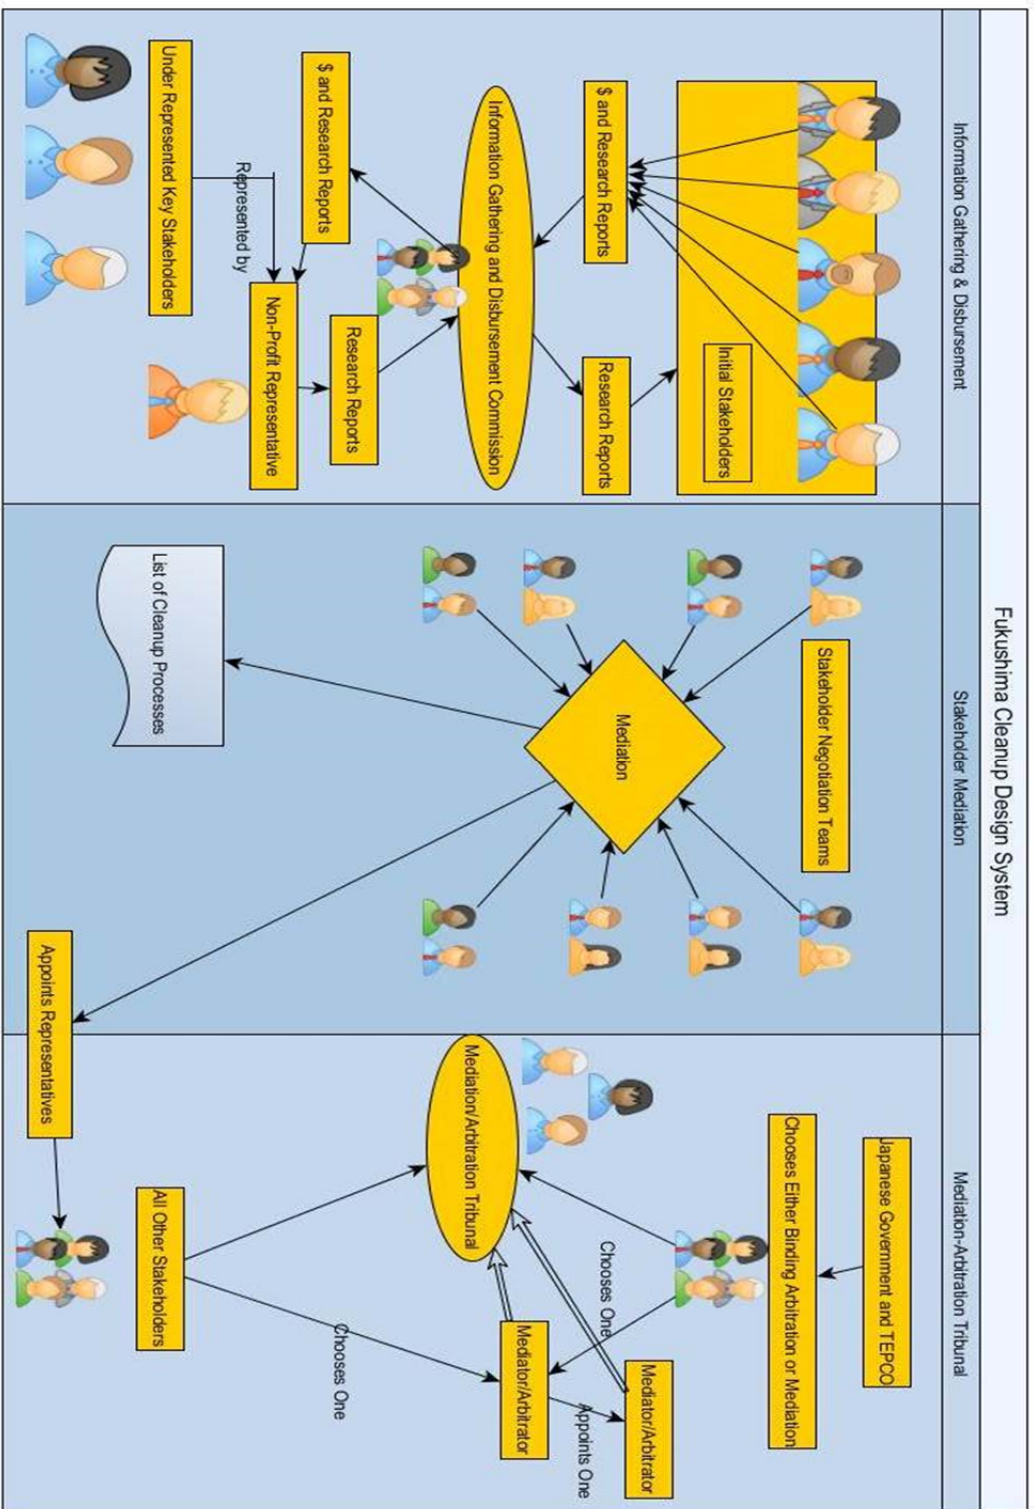 Fukushima Cleanup Design System
Information Gathering & Disbursement
Stakeholder Mediation
Mediation-Arbitration Tribunal
Initial Stakeholders
$ and Research Reports
Research Reports
Information Gathering and Disbursement Commission
$ and Research Reports
Research Reports
Non-Profit Representative
Represented by
Under Represented Key Stakeholders
Stakeholder Negotiation Teams
Mediation
List of Cleanup Processes
Appoints Representatives
Japanese Government and TEPCO
Chooses Either Binding Arbitration or Mediation
Chooses One
Mediator/Arbitrator
Appoints One
Mediator/Arbitrator
Mediation/Arbitration Tribunal
Chooses One
All Other Stakeholders